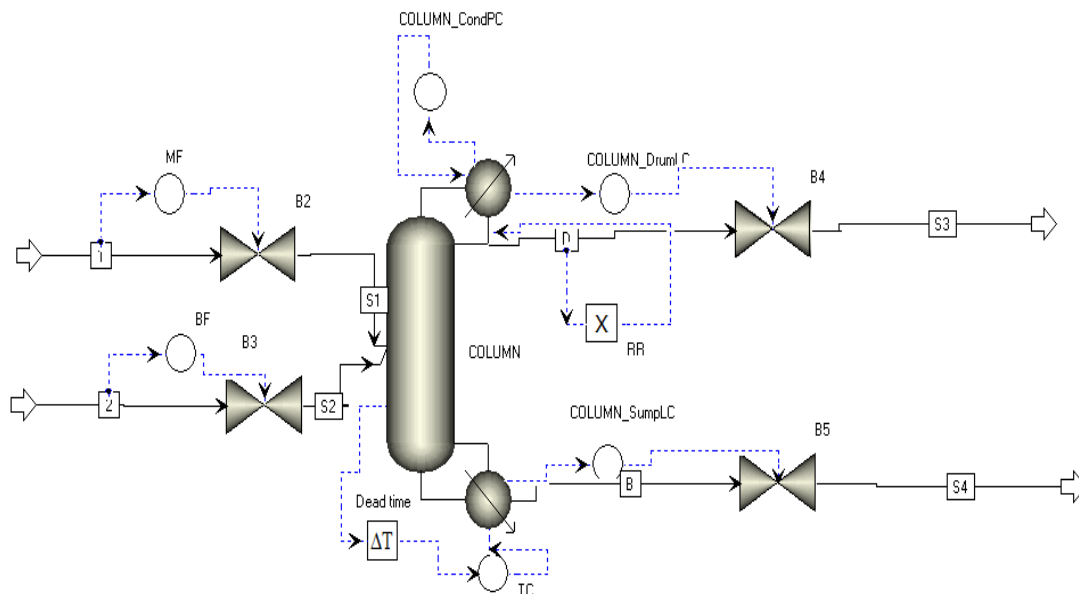 COLUMN_CondPC
MF
B2
COLUMN_DrumLC
B4
1
S1
D
S3
BF
B3
X
RR
COLUMN
2
S2
COLUMN_SumpLC
B5
B
S4
Dead time
ΔT
TC